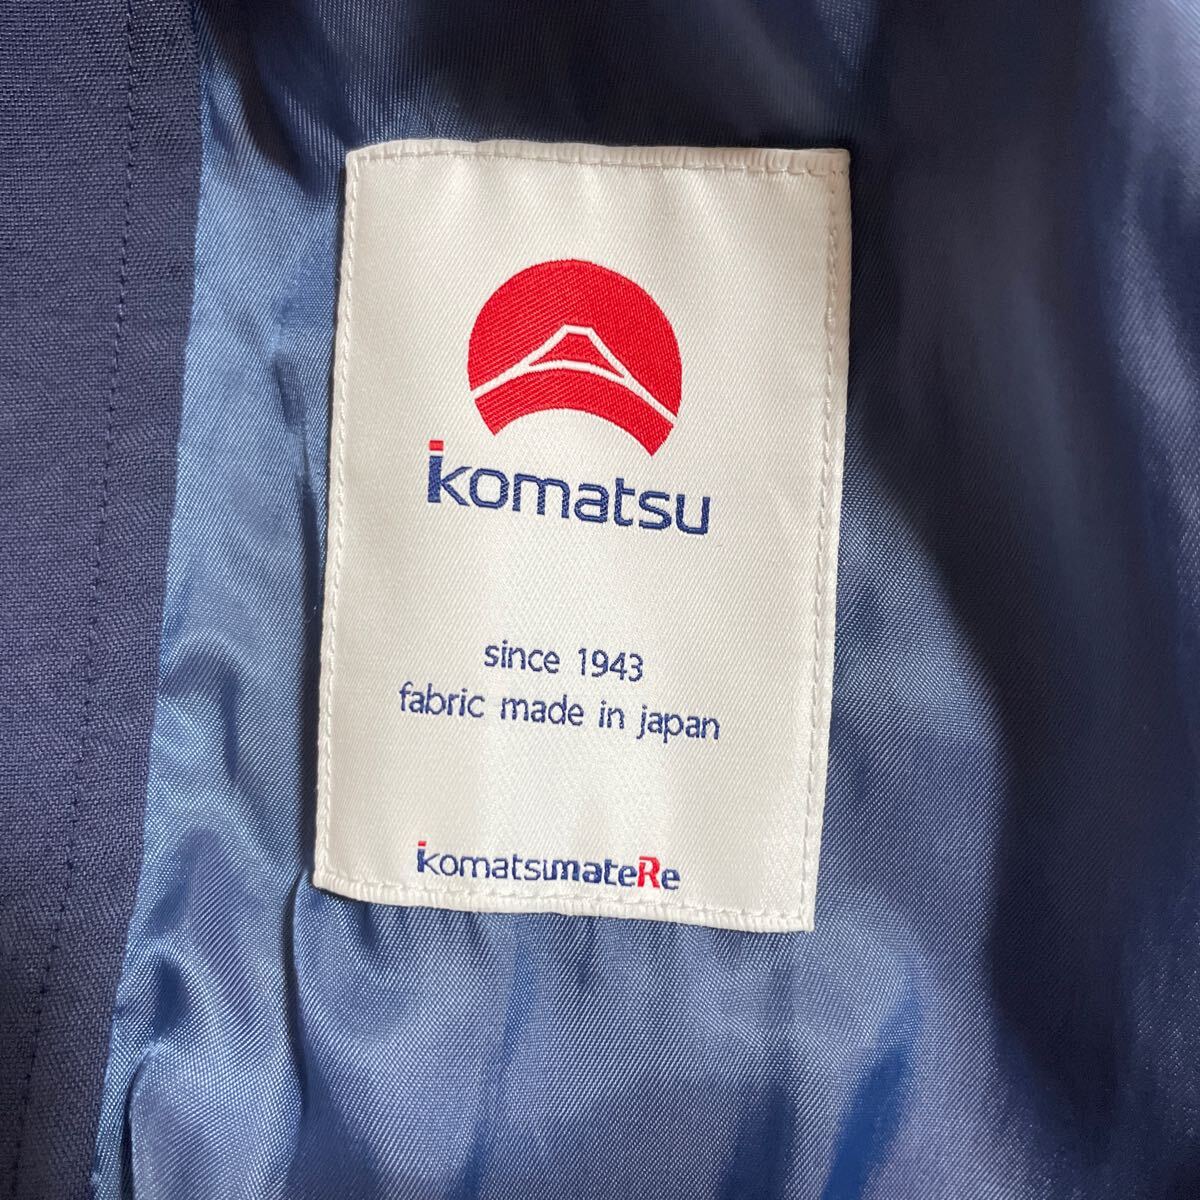 komatsu
since 1943
fabric made in japan
komatsumateRe